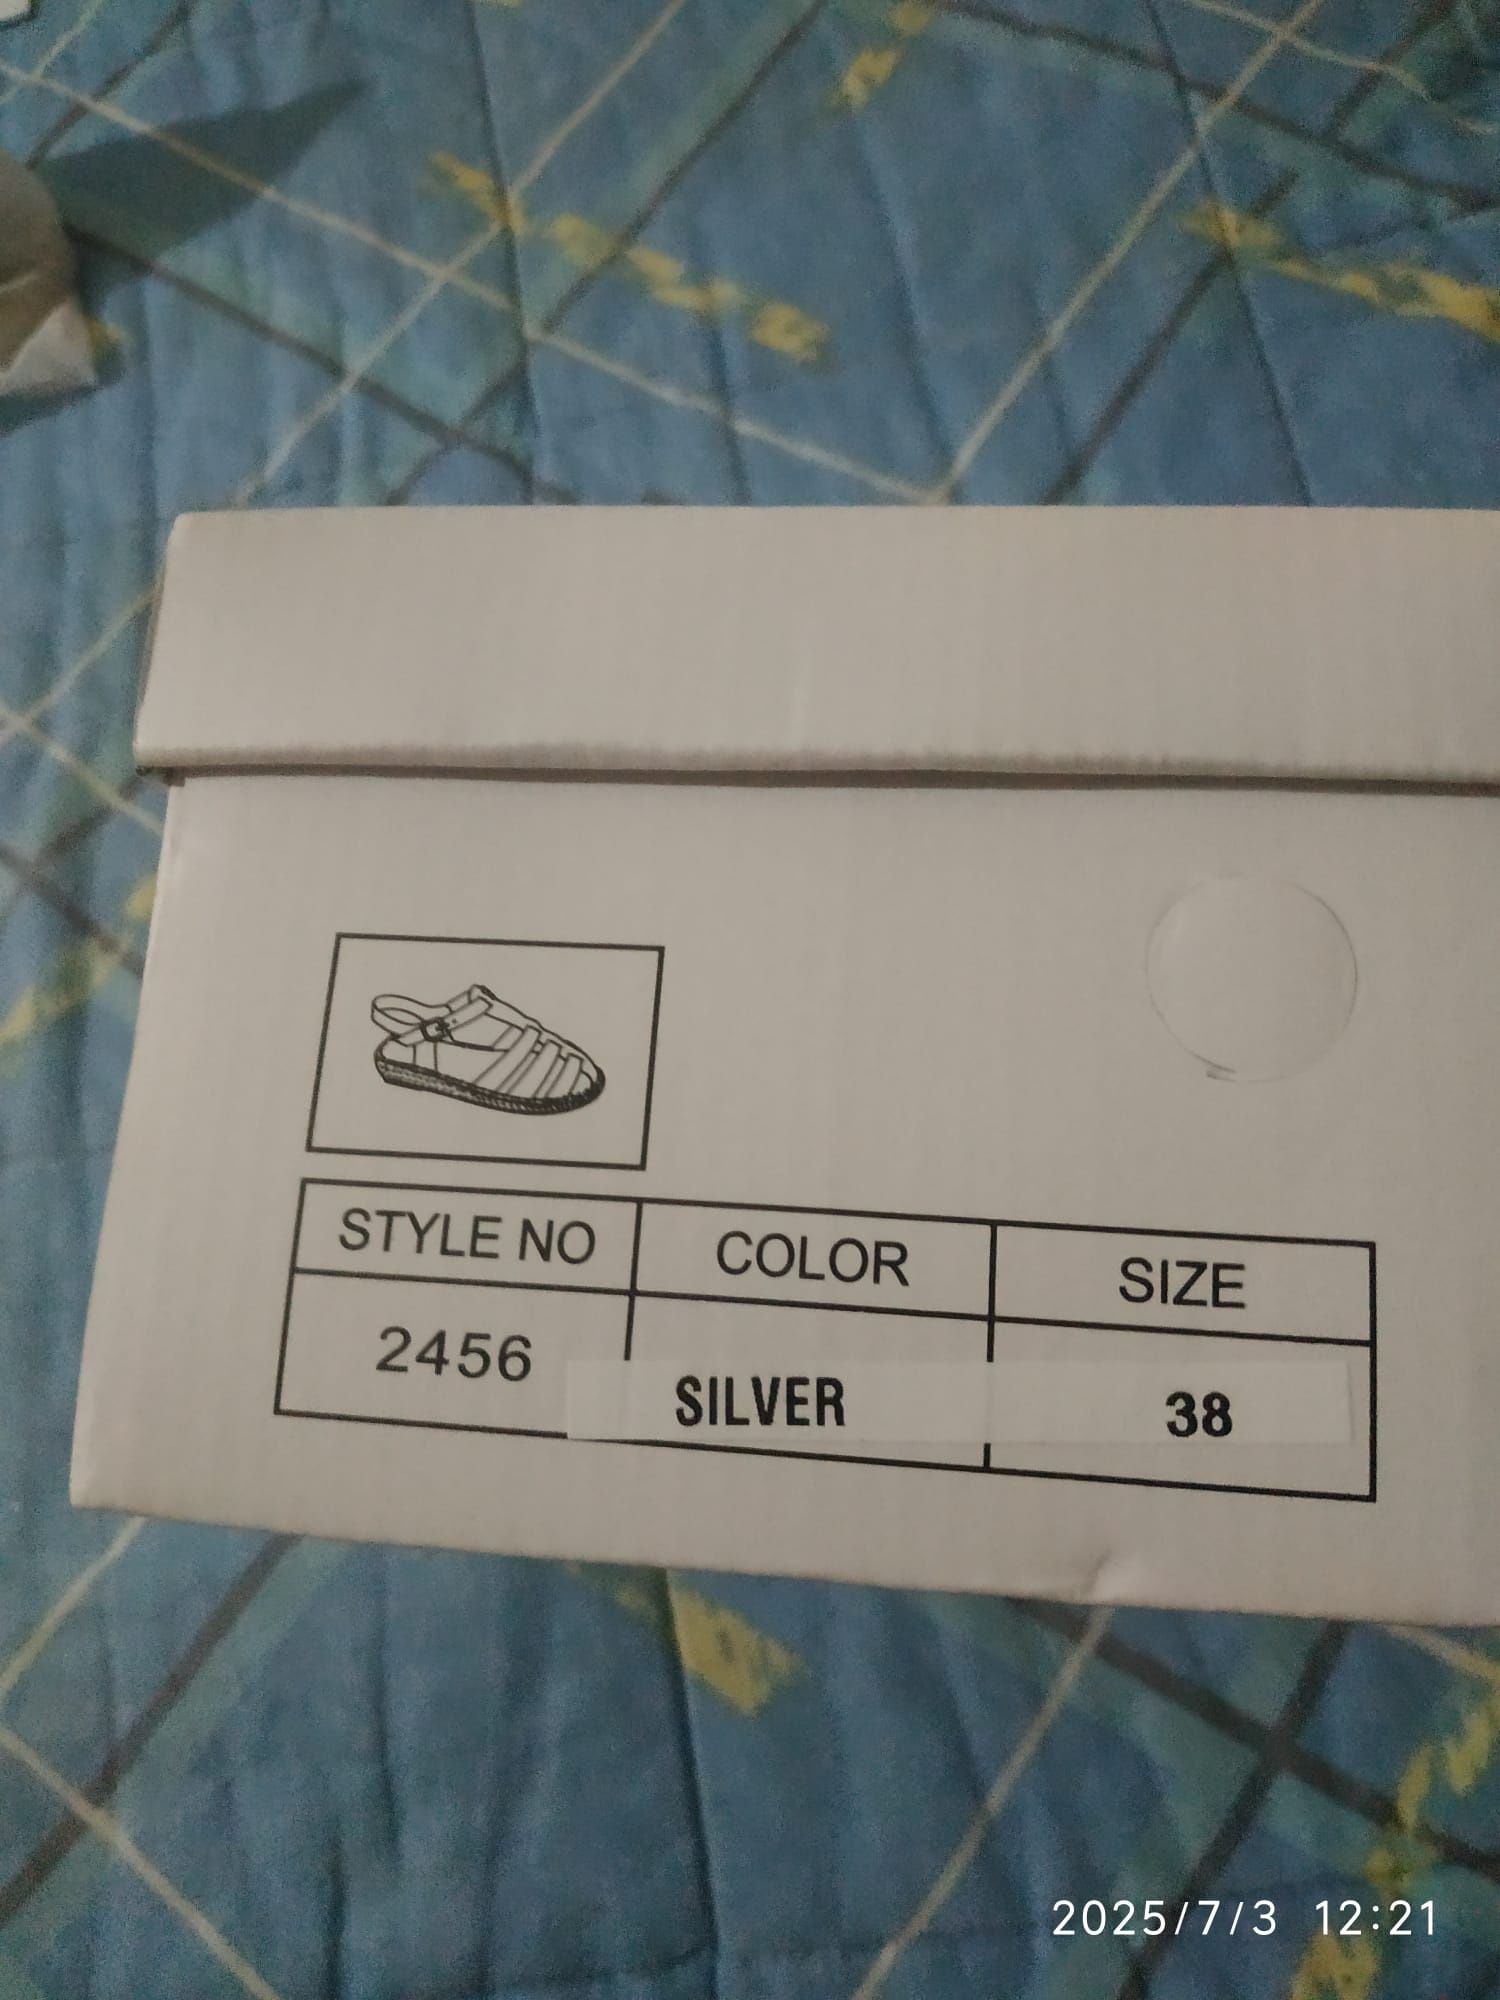 STYLE NO COLOR SIZE
2456 SILVER 38
2025/7/3 12:21